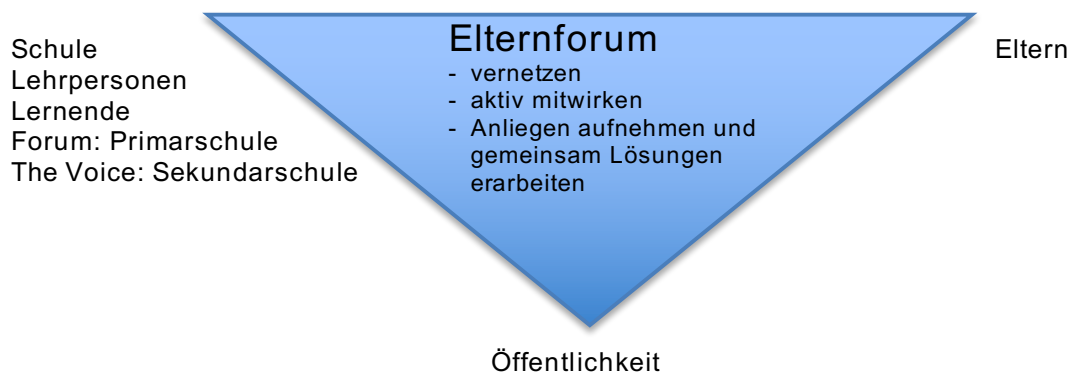 Schule
Lehrpersonen
Lernende
Forum: Primarschule
The Voice: Sekundarschule
Elternforum
- vernetzen
- aktiv mitwirken
- Anliegen aufnehmen und
gemeinsam Lösungen
erarbeiten
Eltern
Öffentlichkeit